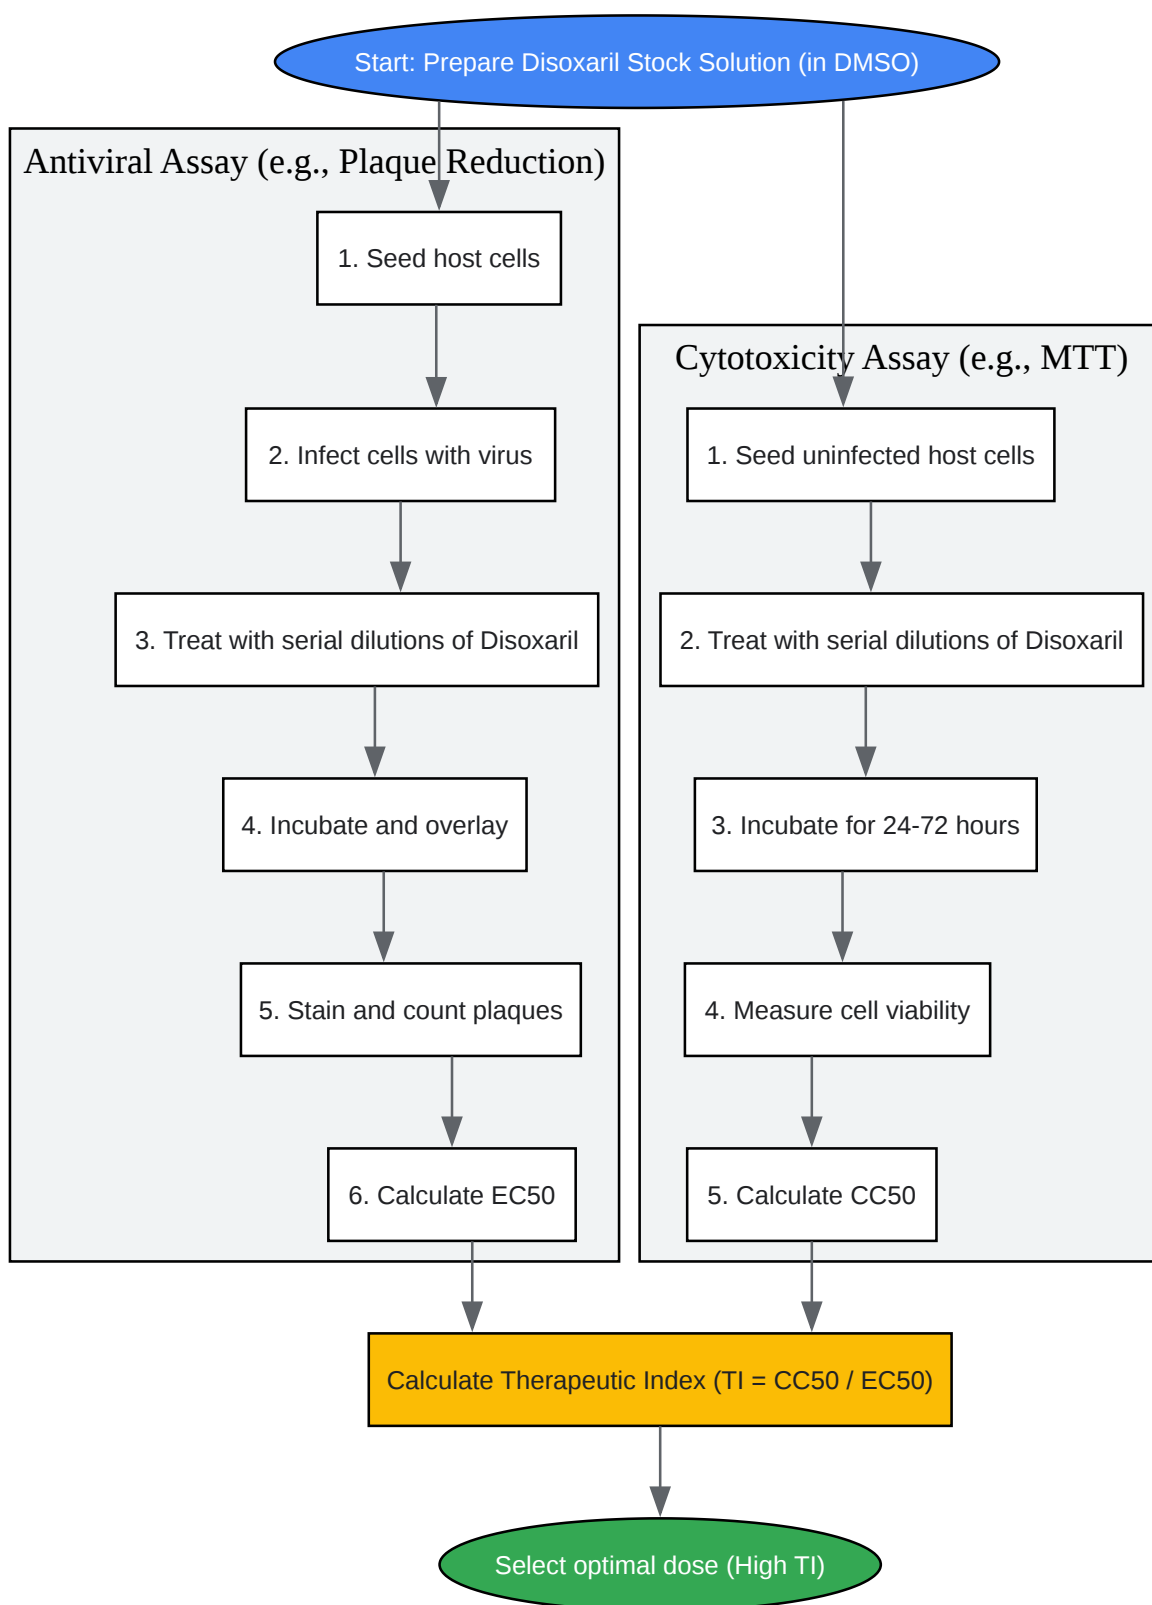 Start: Prepare Disoxaril Stock Solution (in DMSO)
Antiviral Assay (e.g., Plaque Reduction)
1. Seed host cells
2. Infect cells with virus
3. Treat with serial dilutions of Disoxaril
4. Incubate and overlay
5. Stain and count plaques
6. Calculate EC50
Cytotoxicity Assay (e.g., MTT)
1. Seed uninfected host cells
2. Treat with serial dilutions of Disoxaril
3. Incubate for 24-72 hours
4. Measure cell viability
5. Calculate CC50
Calculate Therapeutic Index (TI = CC50 / EC50)
Select optimal dose (High TI)